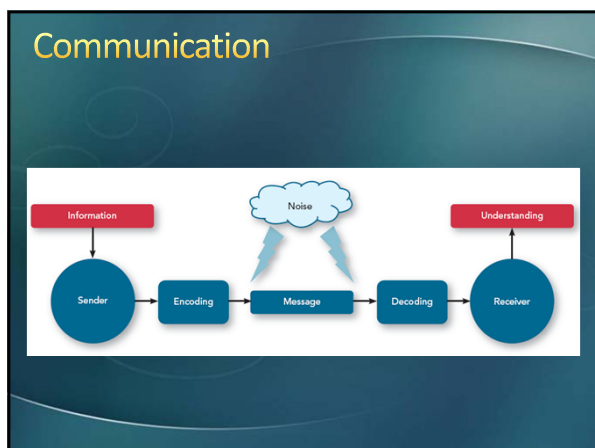 Communication
Information
Noise
Understanding
Sender
Encoding
Message
Decoding
Receiver